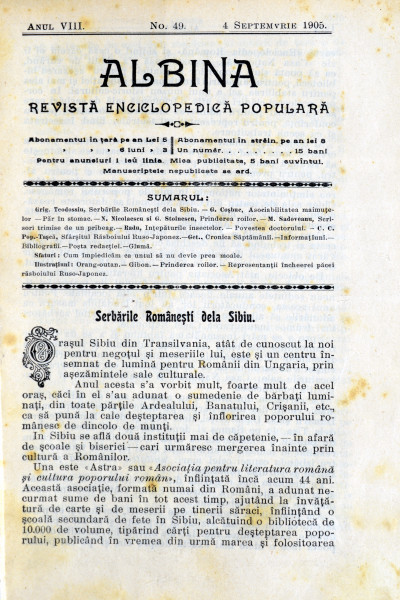 ANUL VIII. No. 49. 4 SEPTEMVRIE 1905.
ALBINA
REVISTĂ ENCICLOPEDICĂ POPULARĂ
Abonamentul în țară pe an Lei 5
" " 6 luni " 3
Abonamentul în strein, pe an lei 8
Un număr. . . . . . . . . . 15 bani
Pentru anunciuri 1 leŭ linia. Mica publicitate, 5 bani cuvîntul.
Manuscriptele nepublicate se ard.
SUMARUL:
Grig. Teodossiu, Serbările Românești dela Sibiu. — G. Coșbuc, Asociabilitatea maimuțe-
lor — Păr în stomac. — N. Nicolaescu și G. Stoinescu, Prinderea roilor. — M. Sadoveanu, Scri-
sori trimise de un pribeag. — Radu, Înțepăturile insectelor. — Povestea doctorului. — C. C.
Pop.-Tașcă, Sfârșitul Răsboiului Ruso-Japonez. — Get., Cronica Săptămânii. — Informațiuni.—
Bibliografii. — Poșta redacției. — Glumă.
Sfaturi: Cum împiedicăm ca untul să nu devie prea moale.
Ilustrațiuni: Orang-outan. — Gibon. — Prinderea roilor. — Representanții încheerei păcei
răsboiului Ruso-Japonez.
Serbările Românești dela Sibiu.
Orașul Sibiu din Transilvania, atât de cunoscut la noi
pentru negoțul și meseriile lui, este și un centru în-
semnat de lumină pentru Românii din Ungaria, prin
așezămintele sale culturale.
Anul acesta s'a vorbit mult, foarte mult de acel
oraș, căci în el s'au adunat o sumedenie de bărbați lumi-
nați, din toate părțile Ardealului, Banatului, Crișanii, etc.,
ca să pună la cale deșteptarea și înflorirea poporului ro-
mânesc de dincolo de munți.
In Sibiu se află două instituții mai de căpetenie, — în afară
de școale și biserici — cari urmăresc mergerea înainte prin
cultură a Românilor.
Una este «Astra» sau «Asociația pentru literatura română
și cultura poporului român», înființată încă acum 44 ani.
Această asociație, formată numai din Români, a adunat ne-
curmat sume de bani în tot acest timp, ajutând la învăță-
tură de carte și de meserii pe tinerii săraci, înființând o
școală secundară de fete în Sibiu, alcătuind o bibliotecă de
10.000 de volume, tipărind cărți pentru deșteptarea popo-
rului, publicând în vremea din urmă marea și folositoarea